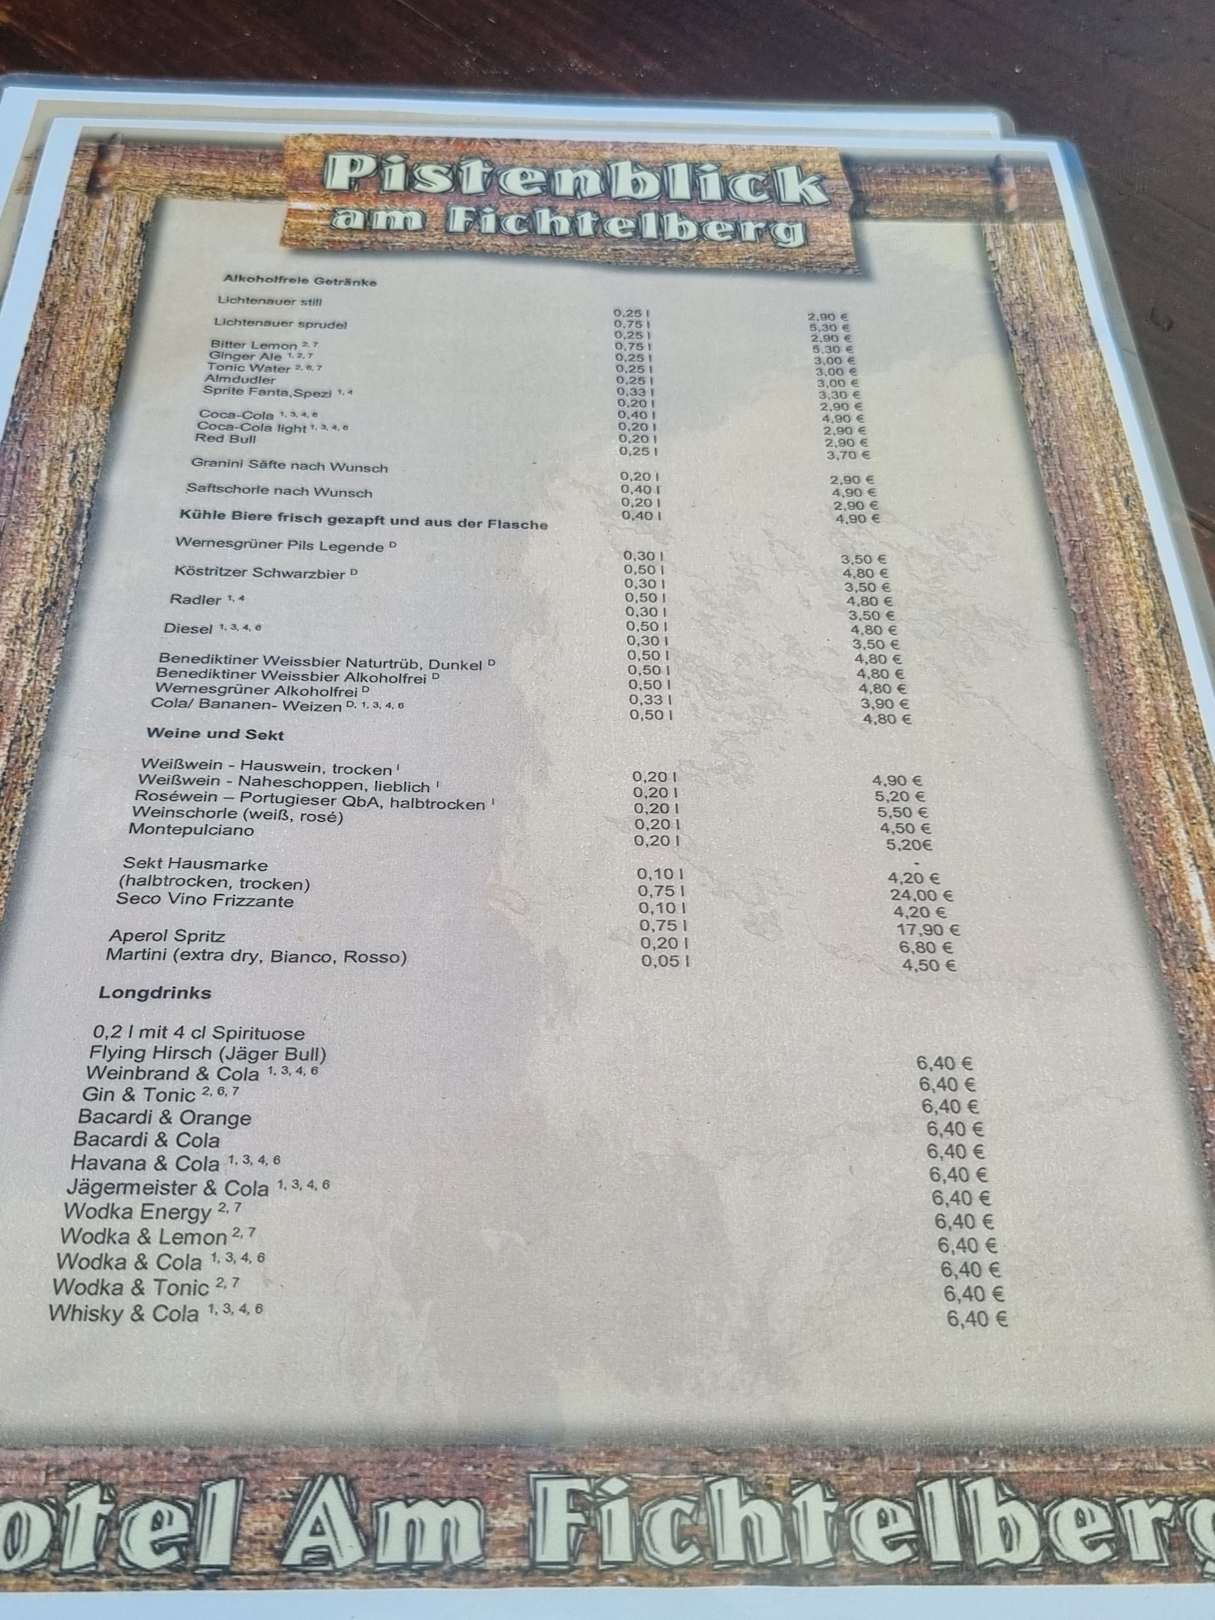 Pistenblick
am Fichtelberg
Alkoholfreie Getränke
Lichtenauer still 0,25 l 2,90 €
0,75 l 5,30 €
Lichtenauer sprudel 0,25 l 2,90 €
0,75 l 5,30 €
Bitter Lemon 2, 7 0,25 l 3,00 €
Ginger Ale 1, 2, 7 0,25 l 3,00 €
Tonic Water 2, 6, 7 0,25 l 3,00 €
Almdudler 0,33 l 3,30 €
Sprite Fanta,Spezi 1, 4 0,20 l 2,90 €
0,40 l 4,90 €
Coca-Cola 1, 3, 4, 6 0,20 l 2,90 €
Coca-Cola light 1, 3, 4, 6 0,20 l 2,90 €
Red Bull 0,25 l 3,70 €
Granini Säfte nach Wunsch 0,20 l 2,90 €
0,40 l 4,90 €
Saftschorle nach Wunsch 0,20 l 2,90 €
0,40 l 4,90 €
Kühle Biere frisch gezapft und aus der Flasche
Wernesgrüner Pils Legende D 0,30 l 3,50 €
0,50 l 4,80 €
Köstritzer Schwarzbier D 0,30 l 3,50 €
0,50 l 4,80 €
Radler 1, 4 0,30 l 3,50 €
0,50 l 4,80 €
Diesel 1, 3, 4, 6 0,30 l 3,50 €
0,50 l 4,80 €
Benediktiner Weissbier Naturtrüb, Dunkel D 0,50 l 4,80 €
Benediktiner Weissbier Alkoholfrei D 0,50 l 4,80 €
Wernesgrüner Alkoholfrei D 0,33 l 3,90 €
Cola/ Bananen- Weizen D, 1, 3, 4, 6 0,50 l 4,80 €
Weine und Sekt
Weißwein - Hauswein, trocken I 0,20 l 4,90 €
Weißwein - Naheschoppen, lieblich I 0,20 l 5,20 €
Roséwein – Portugieser QbA, halbtrocken I 0,20 l 5,50 €
Weinschorle (weiß, rosé) 0,20 l 4,50 €
Montepulciano 0,20 l 5,20€
Sekt Hausmarke 0,10 l 4,20 €
(halbtrocken, trocken) 0,75 l 24,00 €
Seco Vino Frizzante 0,10 l 4,20 €
0,75 l 17,90 €
Aperol Spritz 0,20 l 6,80 €
Martini (extra dry, Bianco, Rosso) 0,05 l 4,50 €
Longdrinks
0,2 l mit 4 cl Spirituose
Flying Hirsch (Jäger Bull) 6,40 €
Weinbrand & Cola 1, 3, 4, 6 6,40 €
Gin & Tonic 2, 6, 7 6,40 €
Bacardi & Orange 6,40 €
Bacardi & Cola 6,40 €
Havana & Cola 1, 3, 4, 6 6,40 €
Jägermeister & Cola 1, 3, 4, 6 6,40 €
Wodka Energy 2, 7 6,40 €
Wodka & Lemon 2, 7 6,40 €
Wodka & Cola 1, 3, 4, 6 6,40 €
Wodka & Tonic 2, 7 6,40 €
Whisky & Cola 1, 3, 4, 6 6,40 €
otel Am Fichtelberg